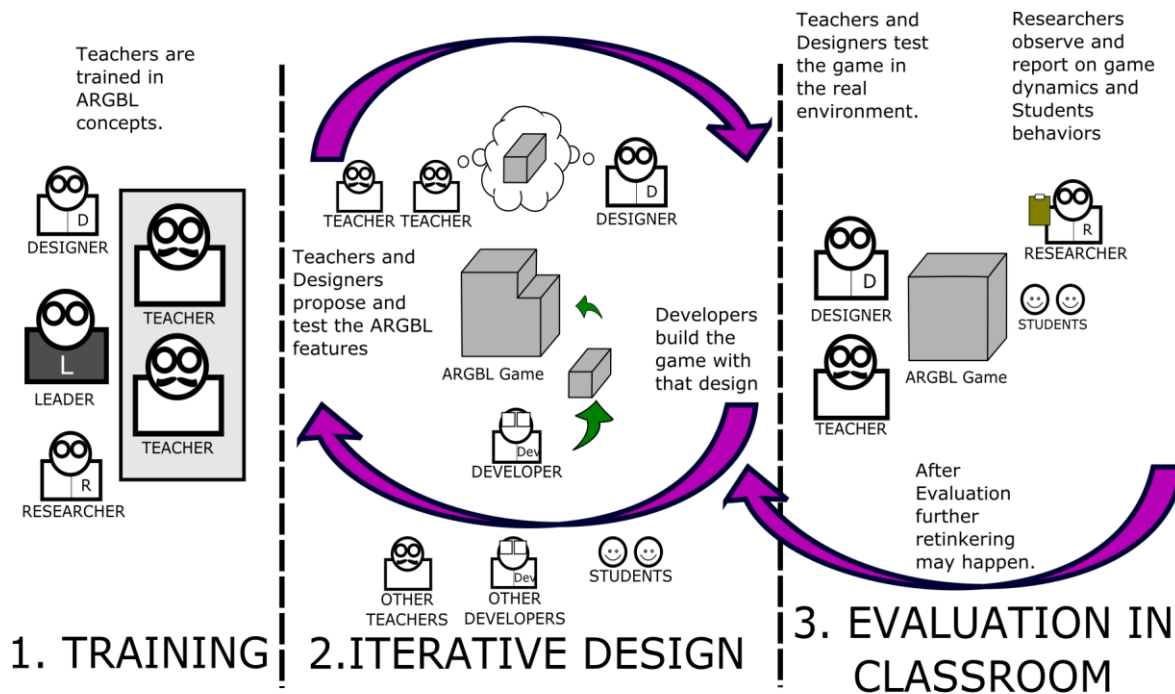 Teachers are
trained in
ARGBL
concepts.
D
DESIGNER
L
LEADER
R
RESEARCHER
TEACHER
TEACHER
1. TRAINING
TEACHER
TEACHER
D
DESIGNER
Teachers and
Designers
propose and
test the ARGBL
features
ARGBL Game
Developers
build the
game with
that design
Dev
DEVELOPER
OTHER
TEACHERS
Dev
OTHER
DEVELOPERS
STUDENTS
2.ITERATIVE DESIGN
Teachers and
Designers test
the game in
the real
environment.
Researchers
observe and
report on game
dynamics and
Students
behaviors
R
RESEARCHER
D
DESIGNER
STUDENTS
ARGBL Game
TEACHER
After
Evaluation
further
retinkering
may happen.
3. EVALUATION IN
CLASSROOM